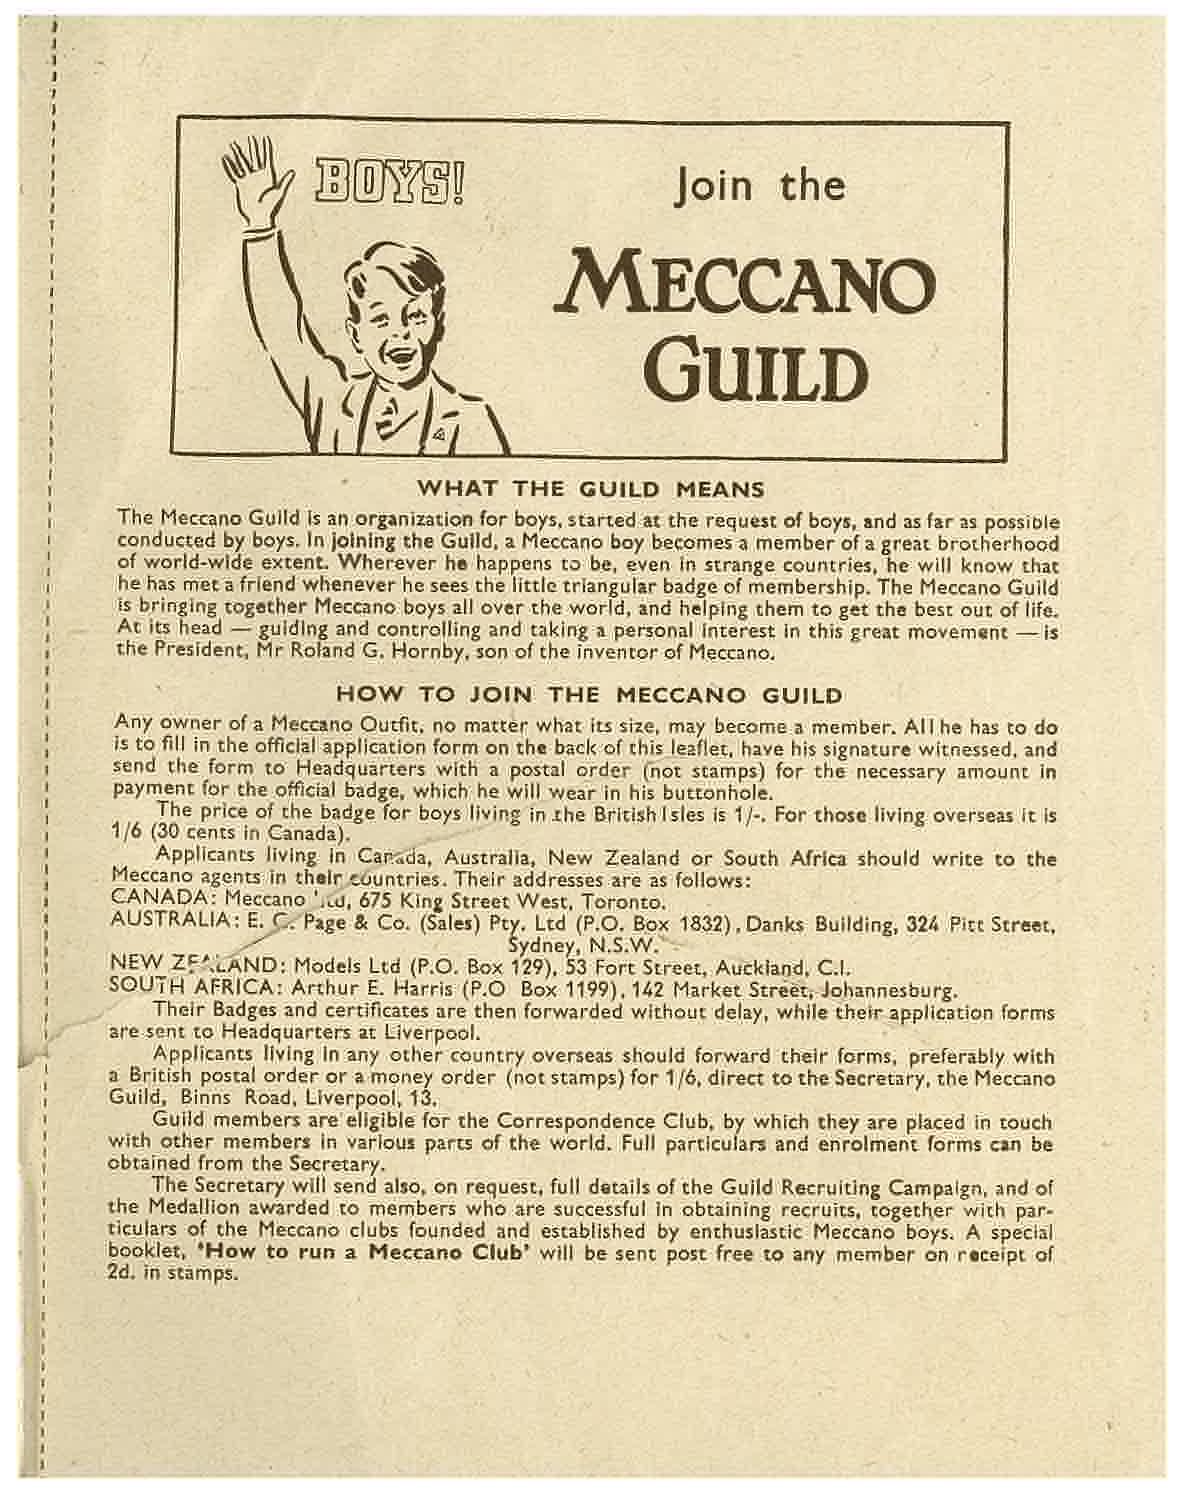 BOYS!
Join the
MECCANO
GUILD
WHAT THE GUILD MEANS
The Meccano Guild is an organization for boys, started at the request of boys, and as far as possible
conducted by boys. In joining the Guild, a Meccano boy becomes a member of a great brotherhood
of world-wide extent. Wherever he happens to be, even in strange countries, he will know that
he has met a friend whenever he sees the little triangular badge of membership. The Meccano Guild
is bringing together Meccano boys all over the world, and helping them to get the best out of life.
At its head — guiding and controlling and taking a personal interest in this great movement — is
the President, Mr Roland G. Hornby, son of the inventor of Meccano.
HOW TO JOIN THE MECCANO GUILD
Any owner of a Meccano Outfit, no matter what its size, may become a member. All he has to do
is to fill in the official application form on the back of this leaflet, have his signature witnessed, and
send the form to Headquarters with a postal order (not stamps) for the necessary amount in
payment for the official badge, which he will wear in his buttonhole.
The price of the badge for boys living in the British Isles is 1/-. For those living overseas it is
1/6 (30 cents in Canada).
Applicants living in Canada, Australia, New Zealand or South Africa should write to the
Meccano agents in their countries. Their addresses are as follows:
CANADA: Meccano Ltd, 675 King Street West, Toronto.
AUSTRALIA: E. G. Page & Co. (Sales) Pty. Ltd (P.O. Box 1832), Danks Building, 324 Pitt Street,
Sydney, N.S.W.
NEW ZEALAND: Models Ltd (P.O. Box 129), 53 Fort Street, Auckland, C.I.
SOUTH AFRICA: Arthur E. Harris (P.O Box 1199), 142 Market Street, Johannesburg.
Their Badges and certificates are then forwarded without delay, while their application forms
are sent to Headquarters at Liverpool.
Applicants living in any other country overseas should forward their forms, preferably with
a British postal order or a money order (not stamps) for 1/6, direct to the Secretary, the Meccano
Guild, Binns Road, Liverpool, 13.
Guild members are eligible for the Correspondence Club, by which they are placed in touch
with other members in various parts of the world. Full particulars and enrolment forms can be
obtained from the Secretary.
The Secretary will send also, on request, full details of the Guild Recruiting Campaign, and of
the Medallion awarded to members who are successful in obtaining recruits, together with par-
ticulars of the Meccano clubs founded and established by enthusiastic Meccano boys. A special
booklet, 'How to run a Meccano Club' will be sent post free to any member on receipt of
2d. in stamps.